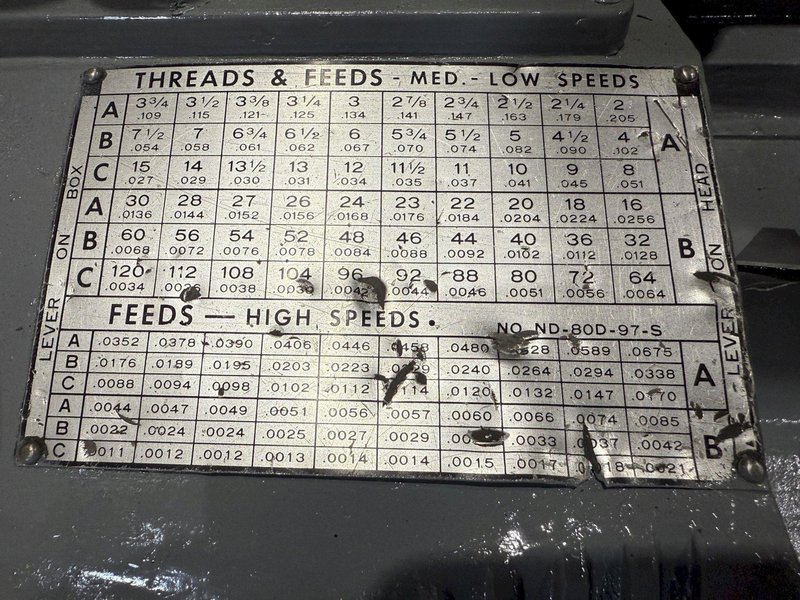 THREADS & FEEDS - MED. - LOW SPEEDS
A 3¾ 3½ 3⅜ 3¼ 3 2⅞ 2¾ 2½ 2¼ 2 A
.109 .115 .121 .125 .134 .141 .147 .163 .179 .205
B 7½ 7 6¾ 6½ 6 5¾ 5½ 5 4½ 4
.054 .058 .061 .062 .067 .070 .074 .082 .090 .102
C 15 14 13½ 13 12 11½ 11 10 9 8
.027 .029 .030 .031 .034 .035 .037 .041 .045 .051
A 30 28 27 26 24 23 22 20 18 16 B
.0136 .0144 .0152 .0156 .0168 .0176 .0184 .0204 .0224 .0256
B 60 56 54 52 48 46 44 40 36 32
.0068 .0072 .0076 .0078 .0084 .0088 .0092 .0102 .0112 .0128
C 120 112 108 104 96 92 88 80 72 64
.0034 .0038 .0039 .0042 .0044 .0046 .0051 .0056 .0064
FEEDS — HIGH SPEEDS. NO. ND-80D-97-S
A .0352 .0378 .0390 .0406 .0446 .0458 .0480 .0589 .0675 A
B .0176 .0189 .0195 .0203 .0223 .0240 .0264 .0294 .0338
C .0088 .0094 .0098 .0102 .0112 .0120 .0132 .0147 .0170
A .0044 .0047 .0049 .0051 .0056 .0057 .0060 .0066 .0074 .0085 B
B .0022 .0024 .0024 .0025 .0027 .0029 .0033 .0037 .0042
C .0011 .0012 .0012 .0013 .0014 .0014 .0015 .0017 .0021
LEVER ON BOX
LEVER ON HEAD